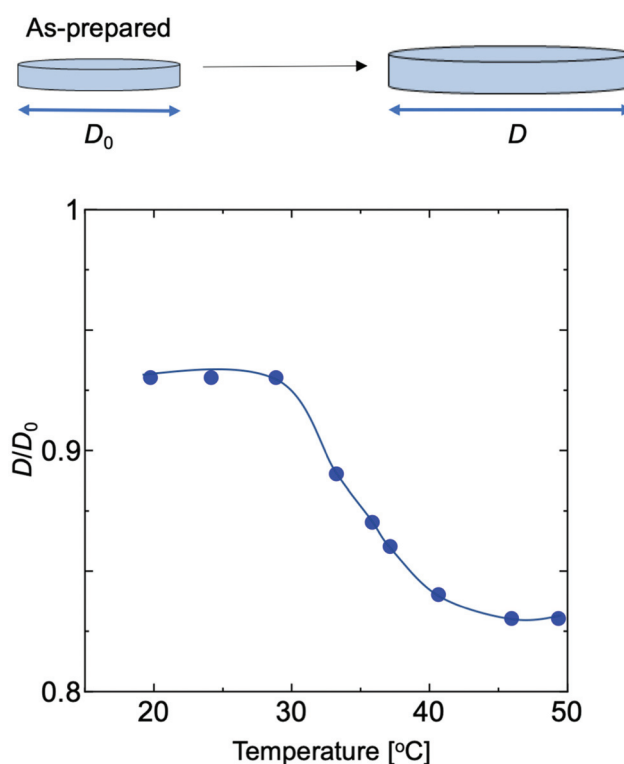 As-prepared
D₀ D
1
0.9
0.8
D/D₀
20 30 40 50
Temperature [ᵒC]